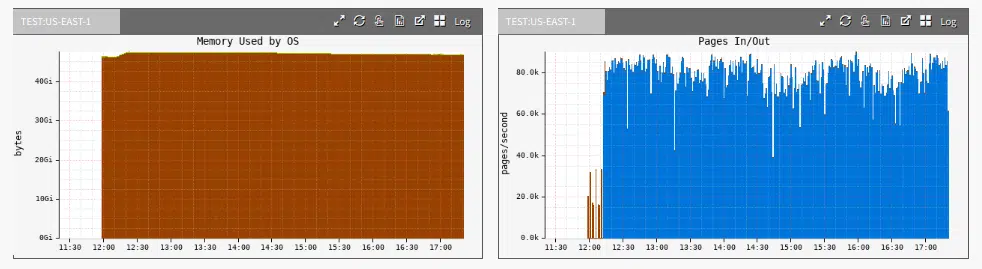 TEST:US-EAST-1
Log
Memory Used by OS
bytes
40Gi
30Gi
20Gi
10Gi
0Gi
11:30 12:00 12:30 13:00 13:30 14:00 14:30 15:00 15:30 16:00 16:30 17:00
TEST:US-EAST-1
Log
Pages In/Out
pages/second
80.0k
60.0k
40.0k
20.0k
0.0k
11:30 12:00 12:30 13:00 13:30 14:00 14:30 15:00 15:30 16:00 16:30 17:00